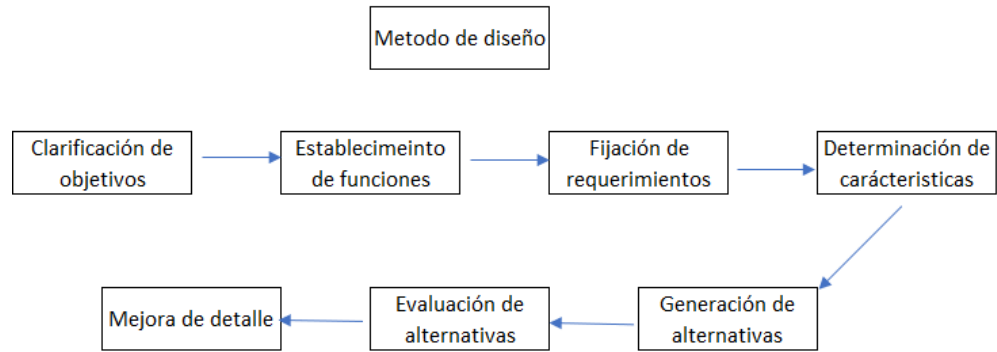 Metodo de diseño
Clarificación de
objetivos
Establecimeinto
de funciones
Fijación de
requerimientos
Determinación de
carácteristicas
Generación de
alternativas
Evaluación de
alternativas
Mejora de detalle